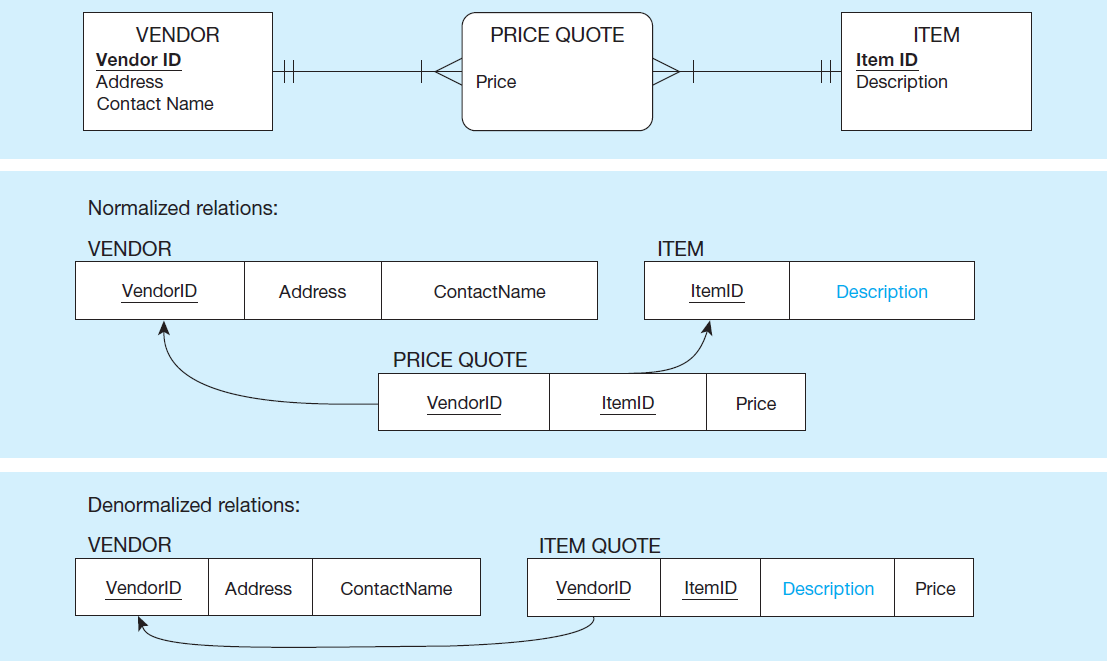 VENDOR
Vendor ID
Address
Contact Name
PRICE QUOTE
Price
ITEM
Item ID
Description
Normalized relations:
VENDOR
VendorID Address ContactName
ITEM
ItemID Description
PRICE QUOTE
VendorID ItemID Price
Denormalized relations:
VENDOR
VendorID Address ContactName
ITEM QUOTE
VendorID ItemID Description Price